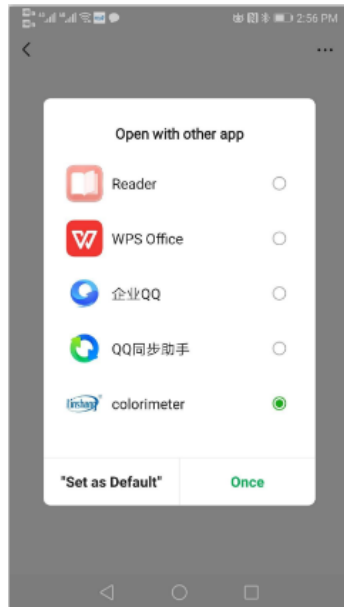 2:56 PM
Open with other app
Reader
WPS Office
企业QQ
QQ同步助手
linshang® colorimeter
"Set as Default" Once